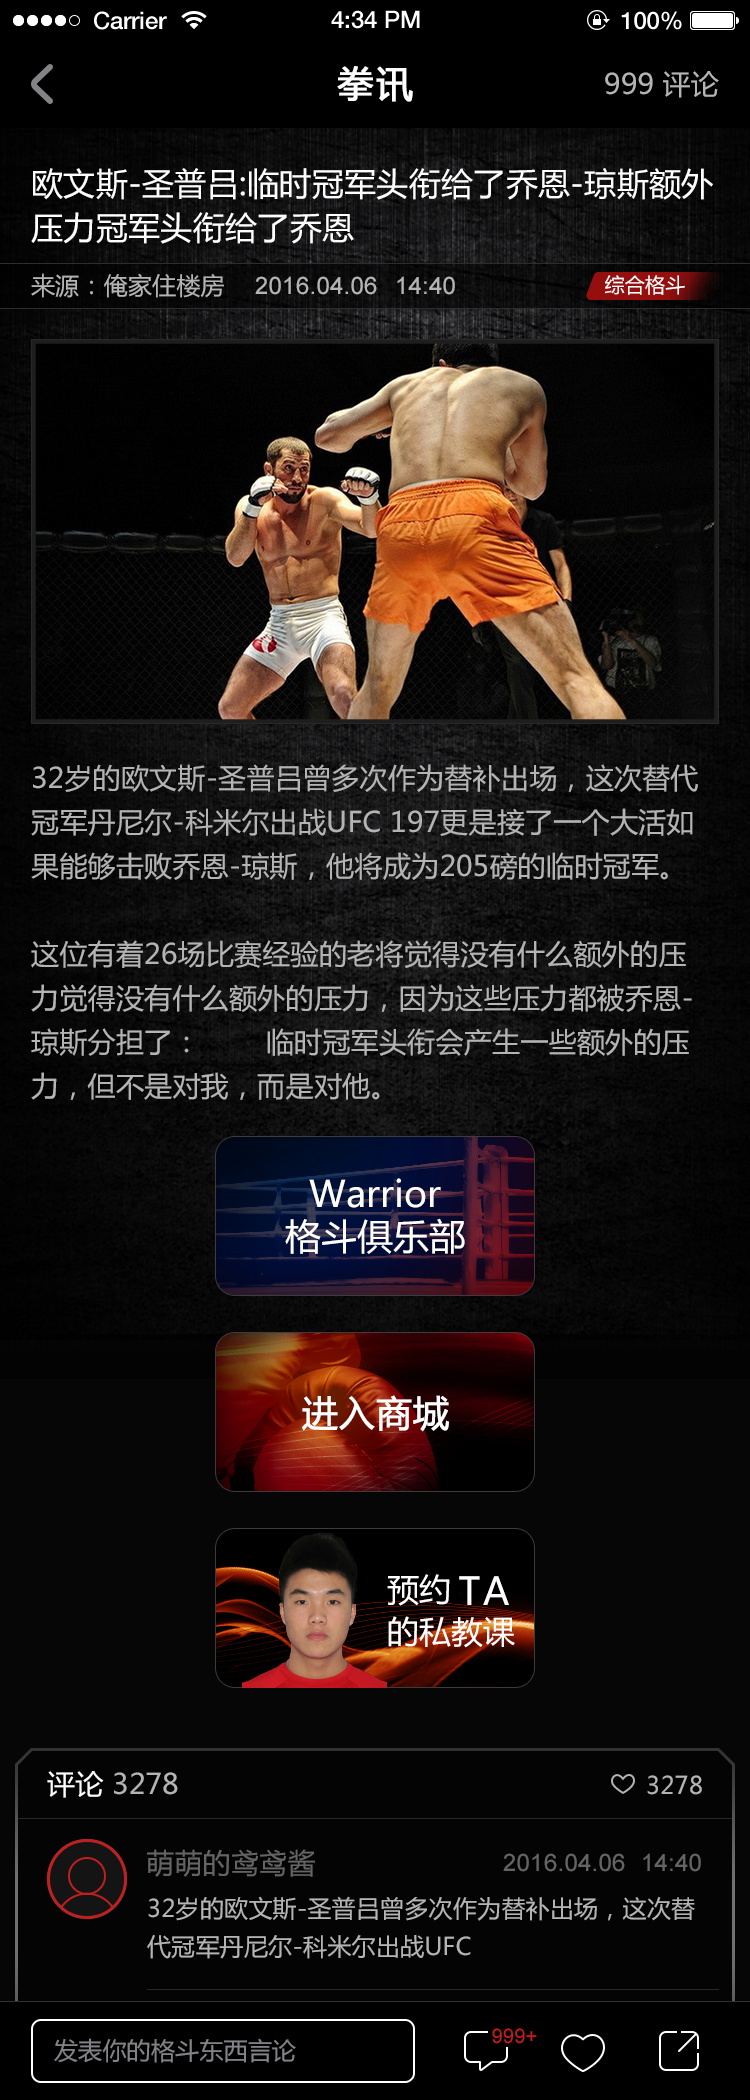 Carrier 4:34 PM 100%
拳讯 999 评论
欧文斯-圣普吕:临时冠军头衔给了乔恩-琼斯额外
压力冠军头衔给了乔恩
来源：俺家住楼房 2016.04.06 14:40 综合格斗
32岁的欧文斯-圣普吕曾多次作为替补出场，这次替代
冠军丹尼尔-科米尔出战UFC 197更是接了一个大活如
果能够击败乔恩-琼斯，他将成为205磅的临时冠军。
这位有着26场比赛经验的老将觉得没有什么额外的压
力觉得没有什么额外的压力，因为这些压力都被乔恩-
琼斯分担了： 临时冠军头衔会产生一些额外的压
力，但不是对我，而是对他。
Warrior
格斗俱乐部
进入商城
预约 TA
的私教课
评论 3278 3278
萌萌的鸢鸢酱 2016.04.06 14:40
32岁的欧文斯-圣普吕曾多次作为替补出场，这次替
代冠军丹尼尔-科米尔出战UFC
发表你的格斗东西言论 999+